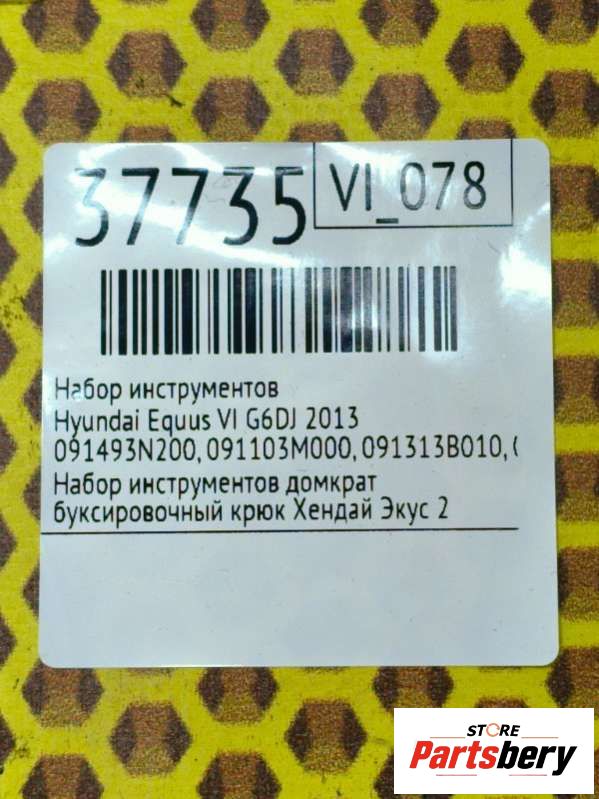 37735 VI_078
Набор инструментов
Hyundai Equus VI G6DJ 2013
091493N200, 091103M000, 091313B010, (
Набор инструментов домкрат
буксировочный крюк Хендай Экус 2
STORE
Partsbery